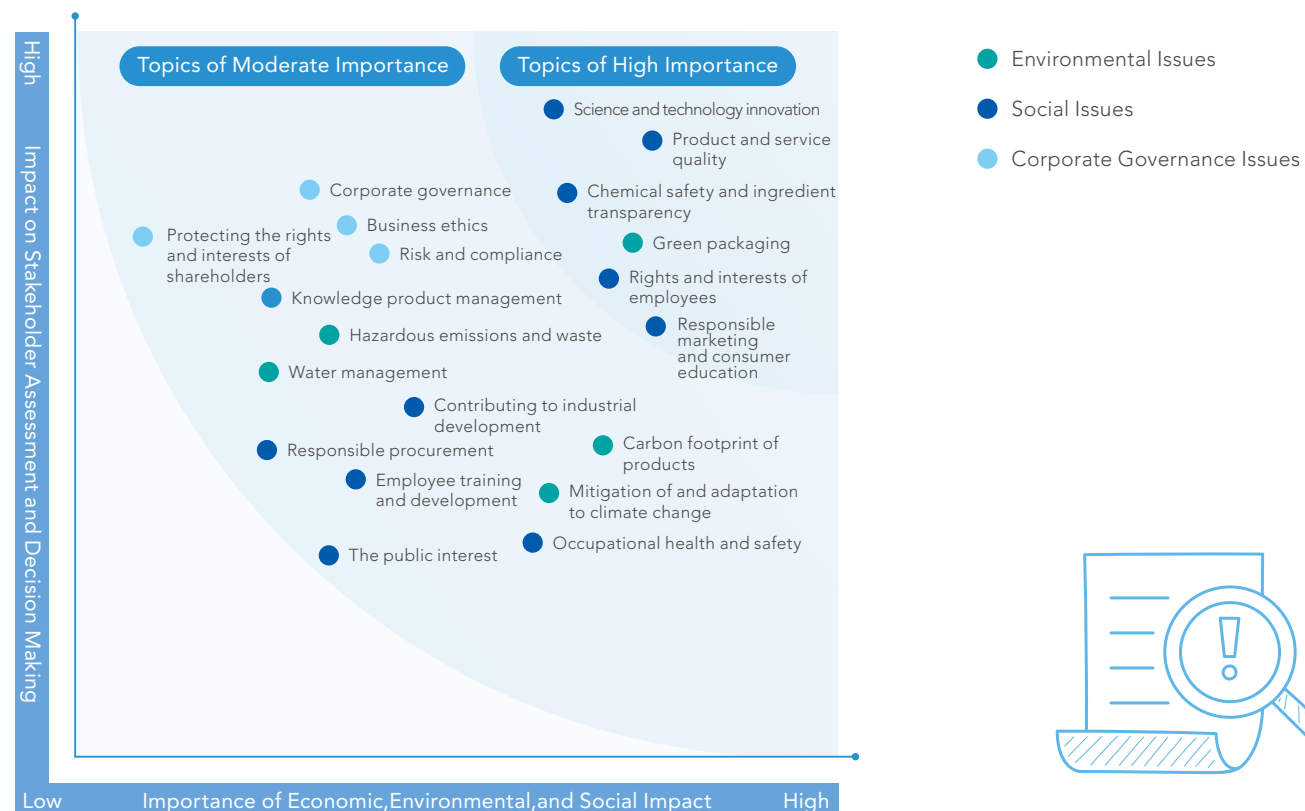 High
Impact on Stakeholder Assessment and Decision Making
Topics of Moderate Importance
Topics of High Importance
Science and technology innovation
Product and service
quality
Chemical safety and ingredient
transparency
Green packaging
Rights and interests of
employees
Responsible
marketing
and consumer
education
Corporate governance
Business ethics
Risk and compliance
Protecting the rights
and interests of
shareholders
Knowledge product management
Hazardous emissions and waste
Water management
Contributing to industrial
development
Responsible procurement
Employee training
and development
The public interest
Carbon footprint of
products
Mitigation of and adaptation
to climate change
Occupational health and safety
Low
Importance of Economic,Environmental,and Social Impact
High
Environmental Issues
Social Issues
Corporate Governance Issues